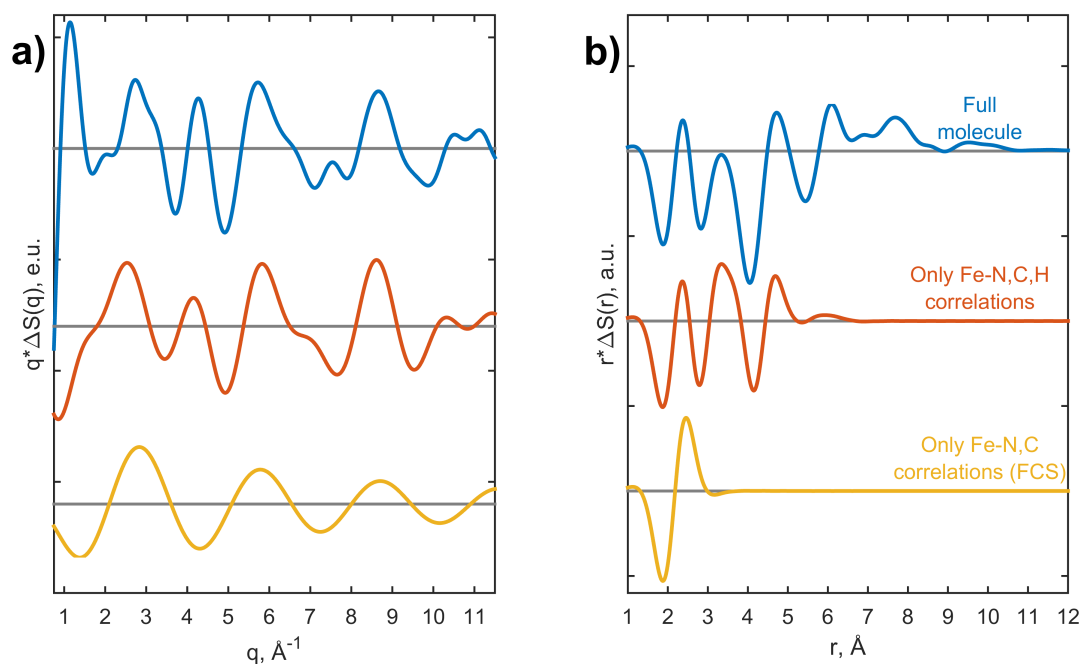 a)
q*ΔS(q), e.u.
1 2 3 4 5 6 7 8 9 10 11
q, Å-1
b)
r*ΔS(r), a.u.
Full
molecule
Only Fe-N,C,H
correlations
Only Fe-N,C
correlations (FCS)
1 2 3 4 5 6 7 8 9 10 11 12
r, Å